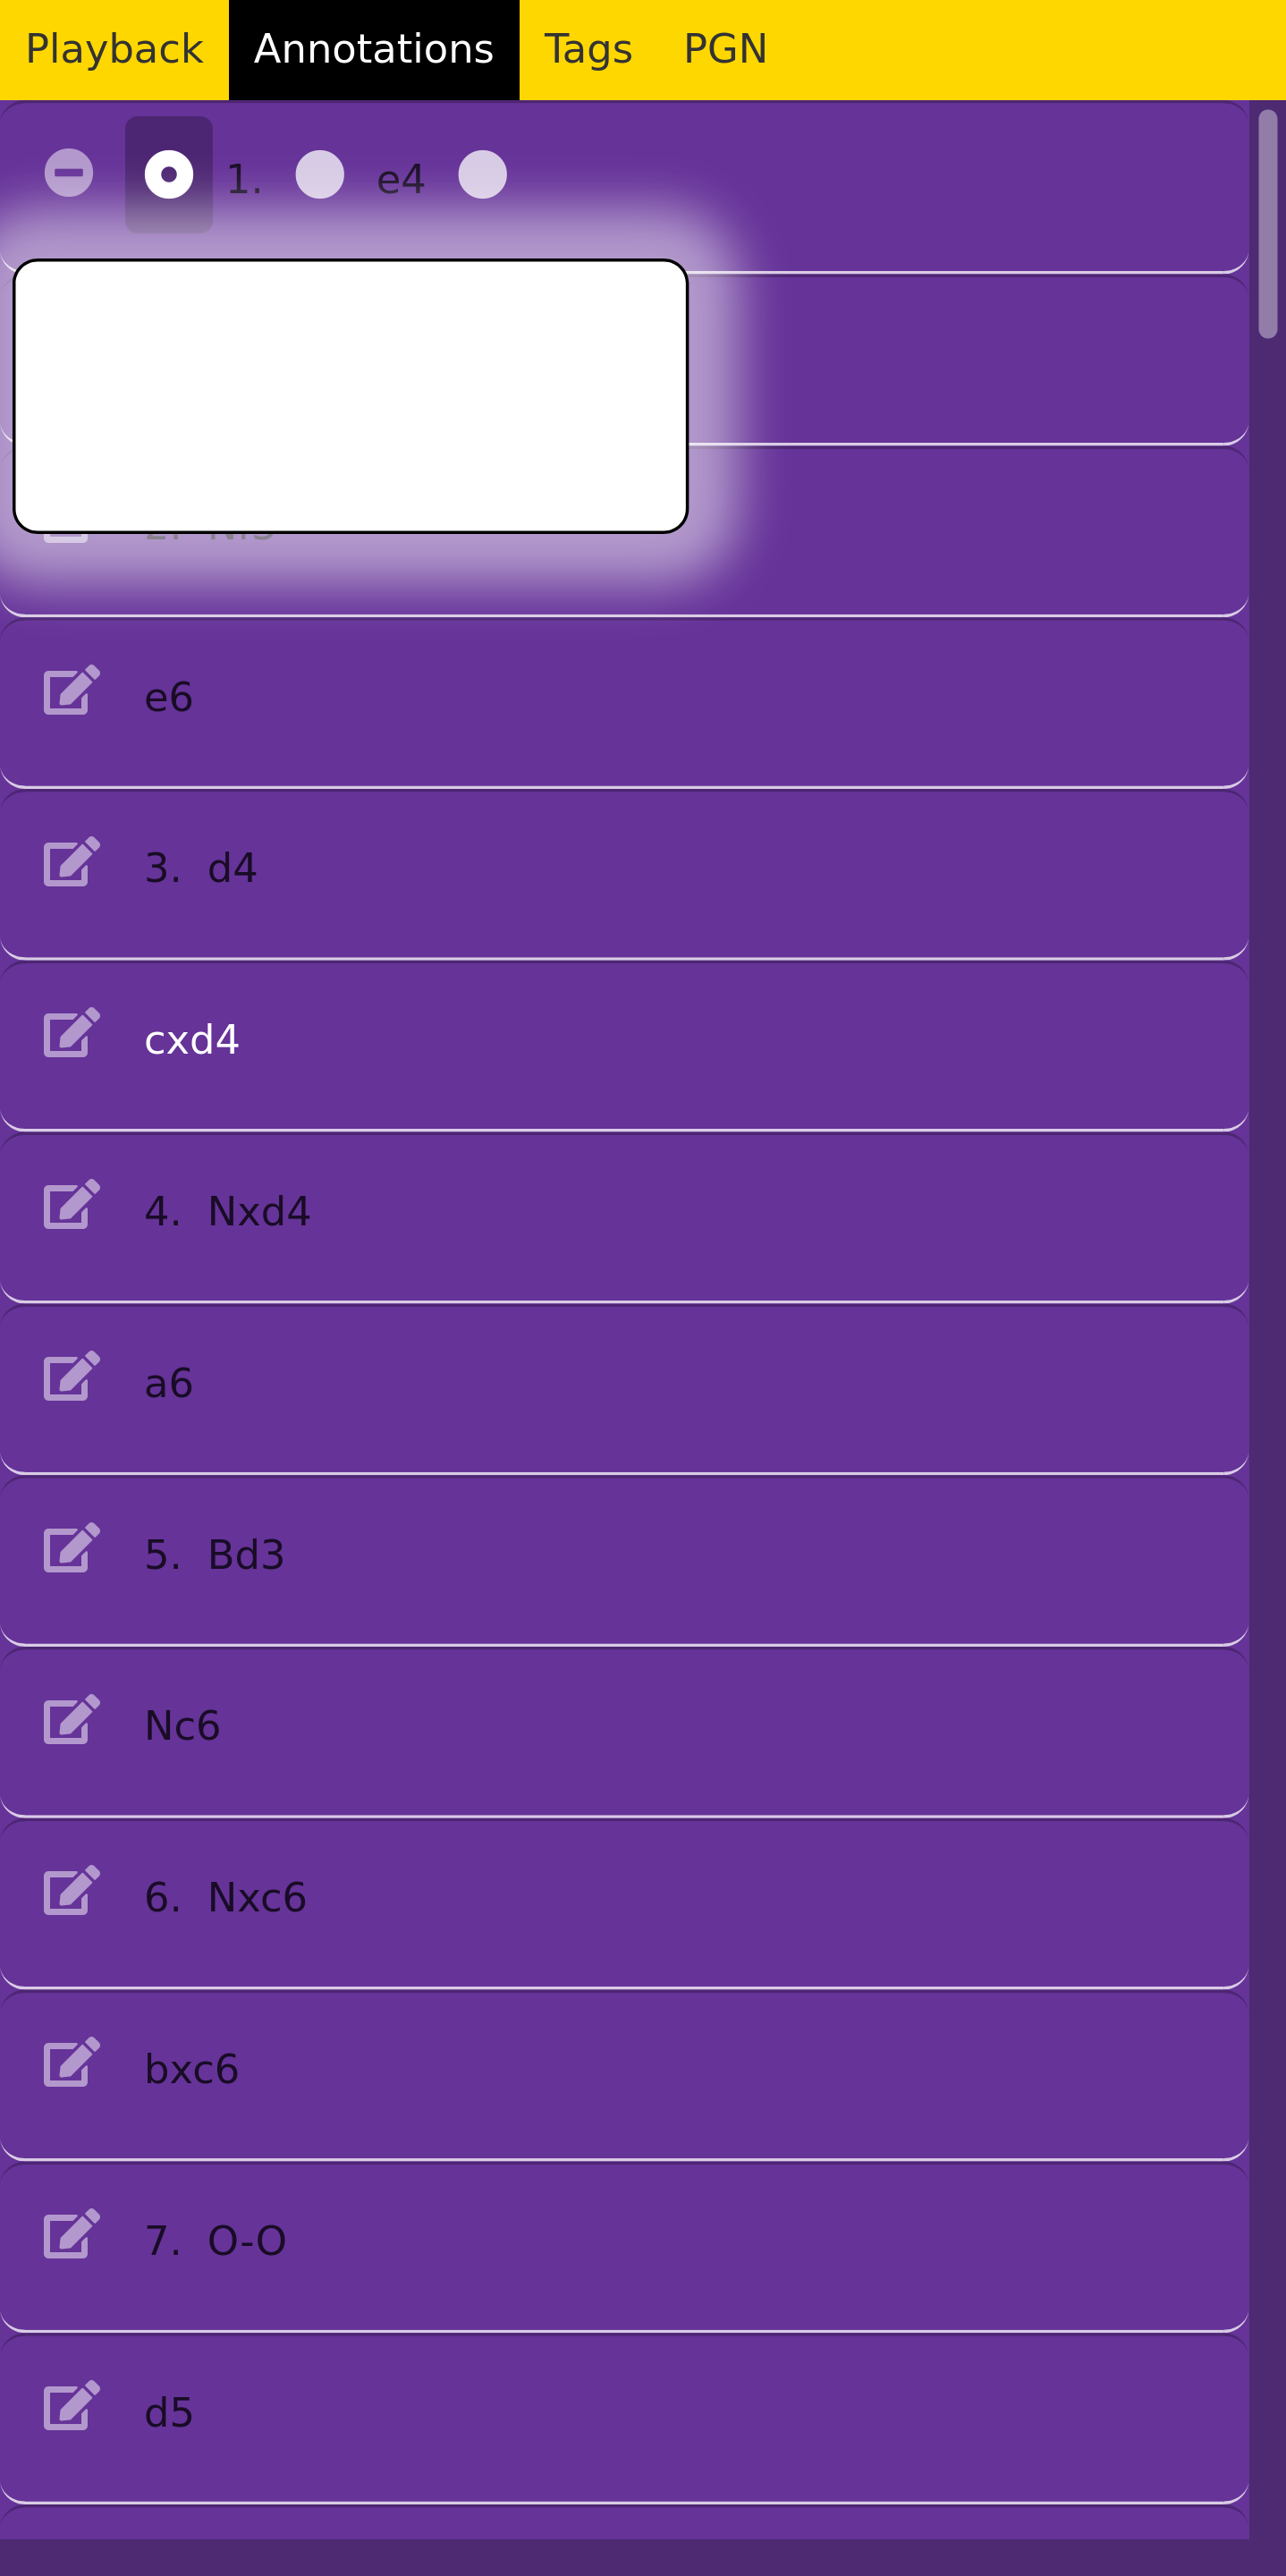 Playback Annotations Tags PGN
1. e4
e6
3. d4
cxd4
4. Nxd4
a6
5. Bd3
Nc6
6. Nxc6
bxc6
7. O-O
d5